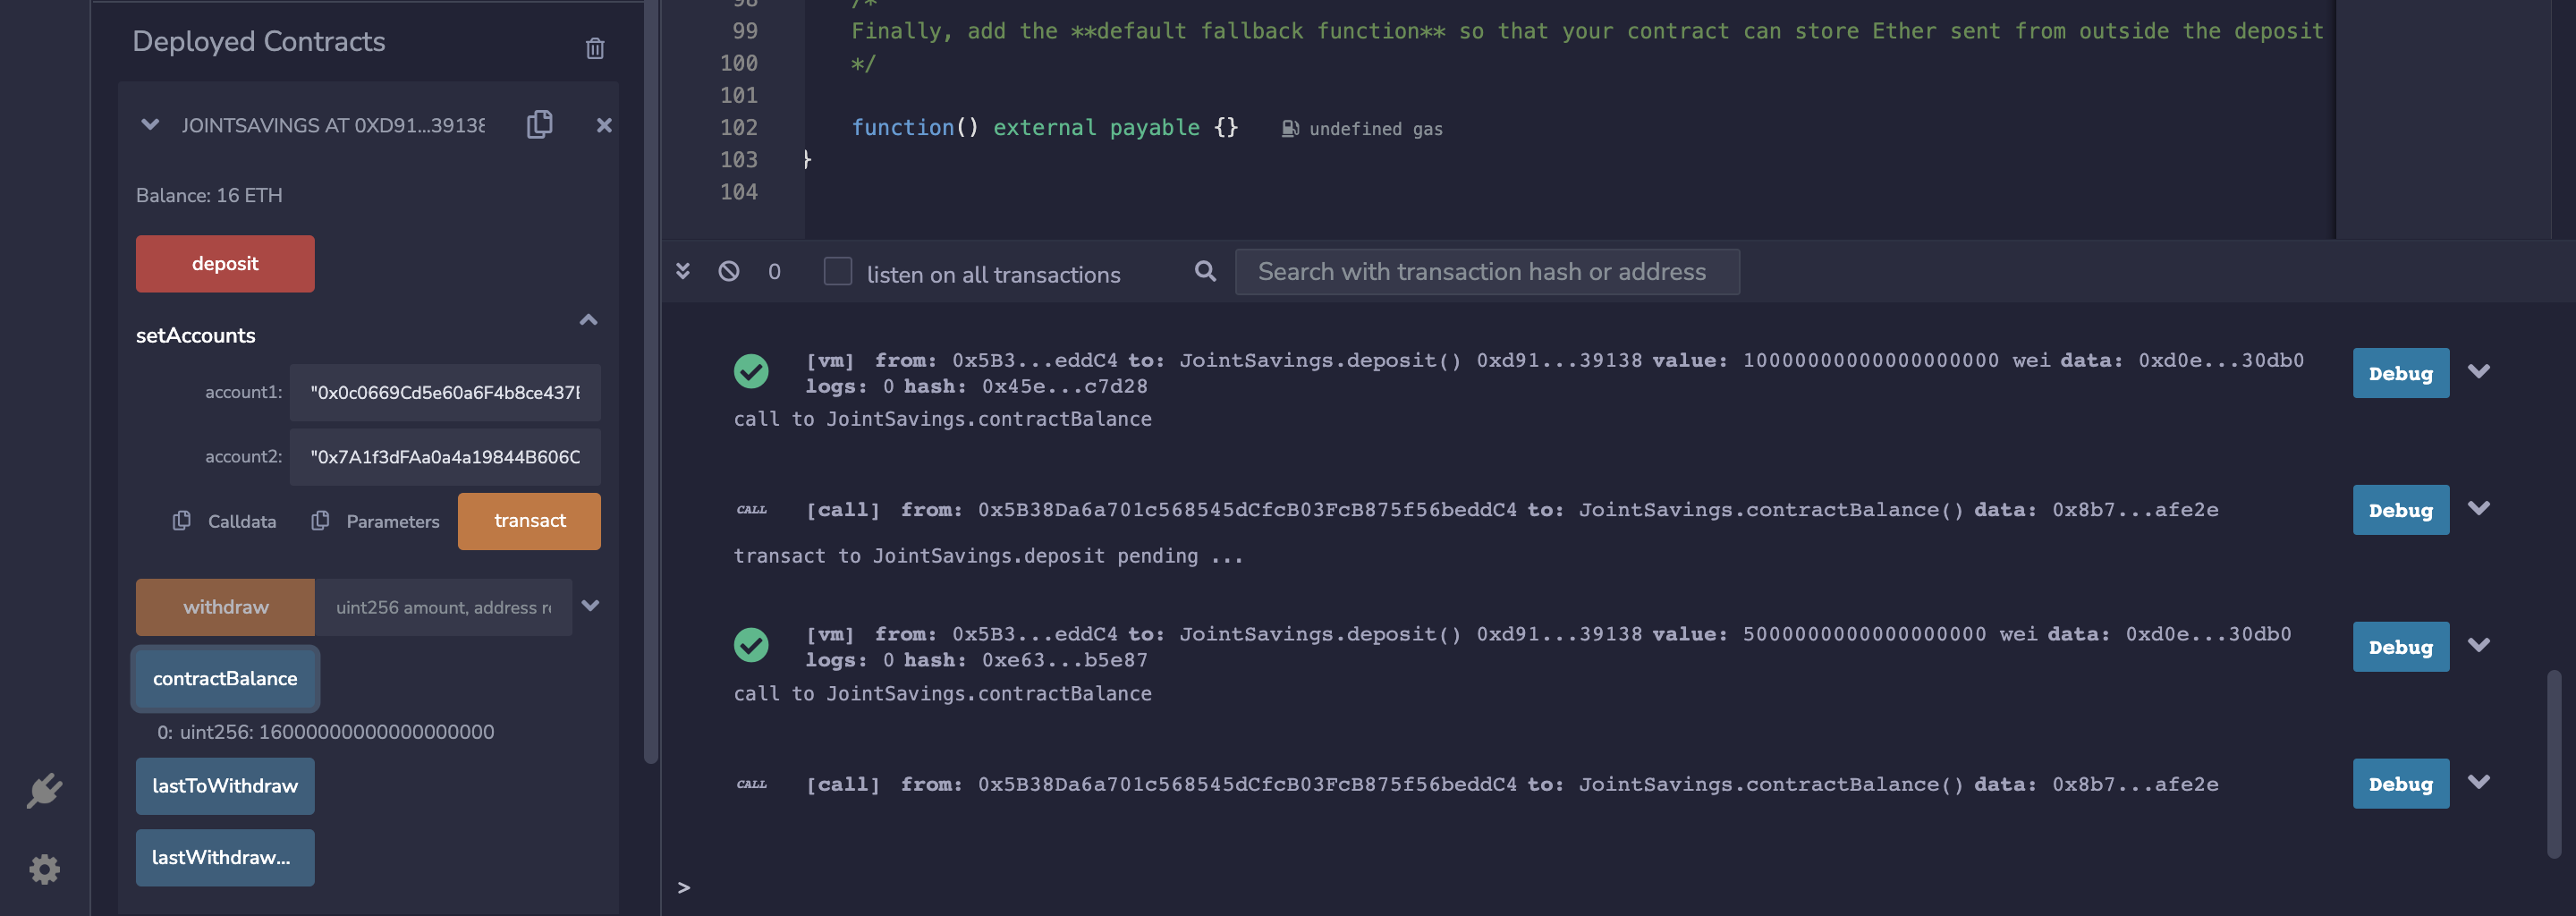 Deployed Contracts
JOINTSAVINGS AT 0XD91...39138
Balance: 16 ETH
deposit
setAccounts
account1: "0x0c0669Cd5e60a6F4b8ce437E
account2: "0x7A1f3dFAa0a4a19844B606C
Calldata Parameters transact
withdraw uint256 amount, address re
contractBalance
0: uint256: 16000000000000000000
lastToWithdraw
lastWithdraw...
98 /*
99 Finally, add the **default fallback function** so that your contract can store Ether sent from outside the deposit
100 */
101
102 function() external payable {} undefined gas
103 }
104
0 listen on all transactions Search with transaction hash or address
[vm] from: 0x5B3...eddC4 to: JointSavings.deposit() 0xd91...39138 value: 10000000000000000000 wei data: 0xd0e...30db0 Debug
logs: 0 hash: 0x45e...c7d28
call to JointSavings.contractBalance
CALL [call] from: 0x5B38Da6a701c568545dCfcB03FcB875f56beddC4 to: JointSavings.contractBalance() data: 0x8b7...afe2e Debug
transact to JointSavings.deposit pending ...
[vm] from: 0x5B3...eddC4 to: JointSavings.deposit() 0xd91...39138 value: 5000000000000000000 wei data: 0xd0e...30db0 Debug
logs: 0 hash: 0xe63...b5e87
call to JointSavings.contractBalance
CALL [call] from: 0x5B38Da6a701c568545dCfcB03FcB875f56beddC4 to: JointSavings.contractBalance() data: 0x8b7...afe2e Debug
>